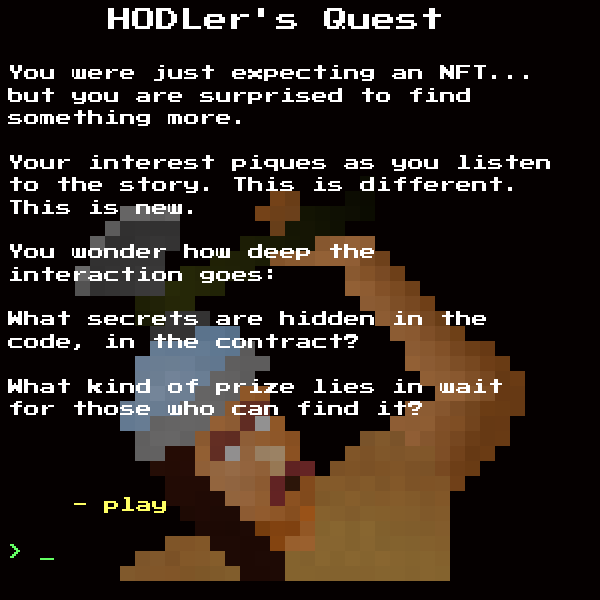 HODLer's Quest
You were just expecting an NFT...
but you are surprised to find
something more.
Your interest piques as you listen
to the story. This is different.
This is new.
You wonder how deep the
interaction goes:
What secrets are hidden in the
code, in the contract?
What kind of prize lies in wait
for those who can find it?
- play
> _